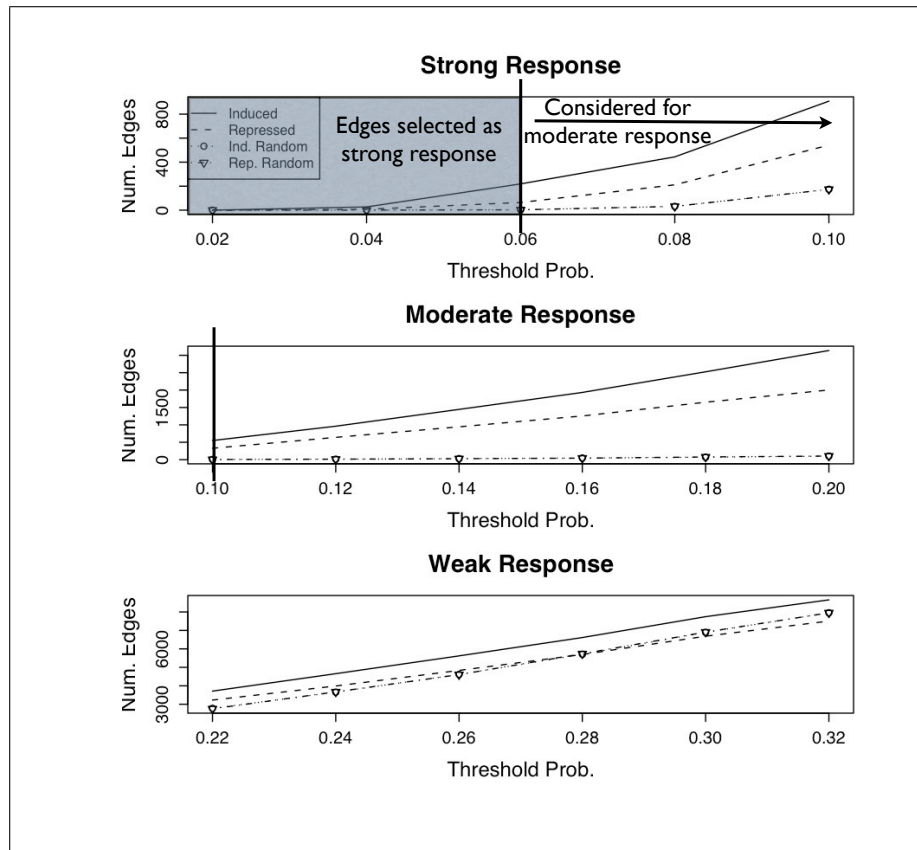 Strong Response
Num. Edges
800
400
0
Induced
Repressed
Ind. Random
Rep. Random
Edges selected as
strong response
Considered for
moderate response
0.02 0.04 0.06 0.08 0.10
Threshold Prob.
Moderate Response
Num. Edges
1500
0
0.10 0.12 0.14 0.16 0.18 0.20
Threshold Prob.
Weak Response
Num. Edges
6000
3000
0.22 0.24 0.26 0.28 0.30 0.32
Threshold Prob.